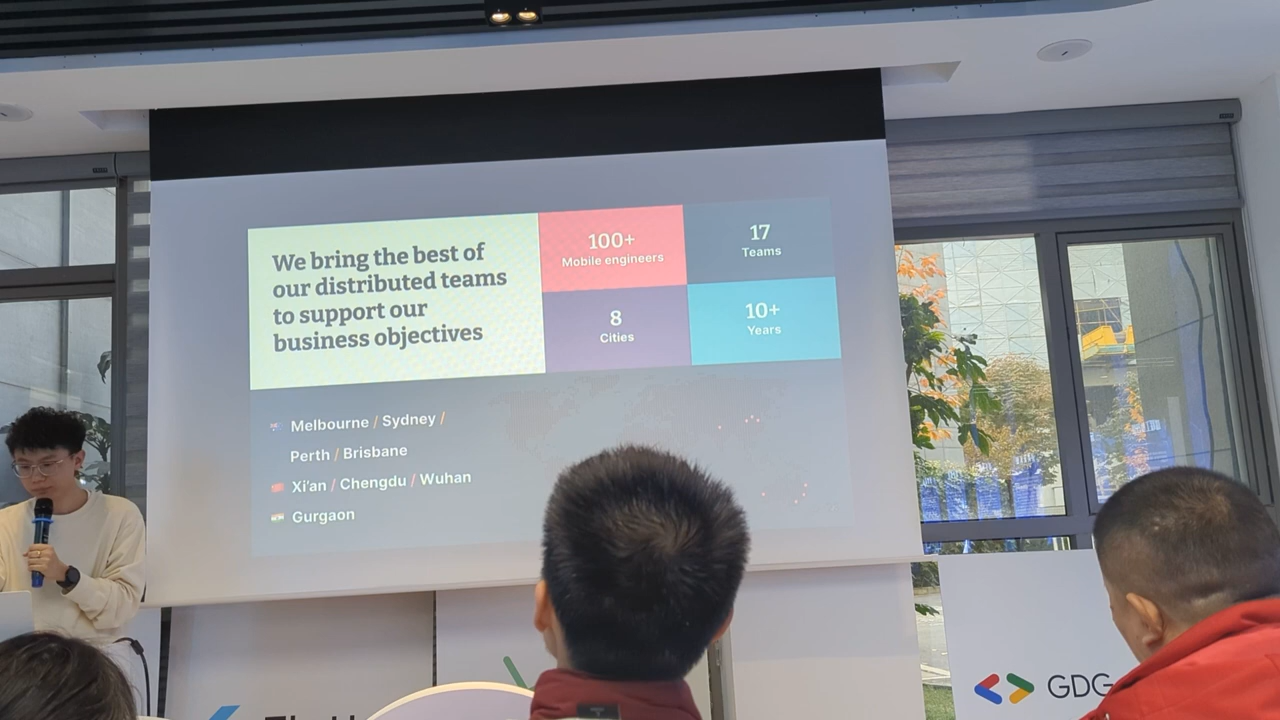 We bring the best of
our distributed teams
to support our
business objectives
100+
Mobile engineers
17
Teams
8
Cities
10+
Years
Melbourne / Sydney /
Perth / Brisbane
Xi'an / Chengdu / Wuhan
Gurgaon
GDG